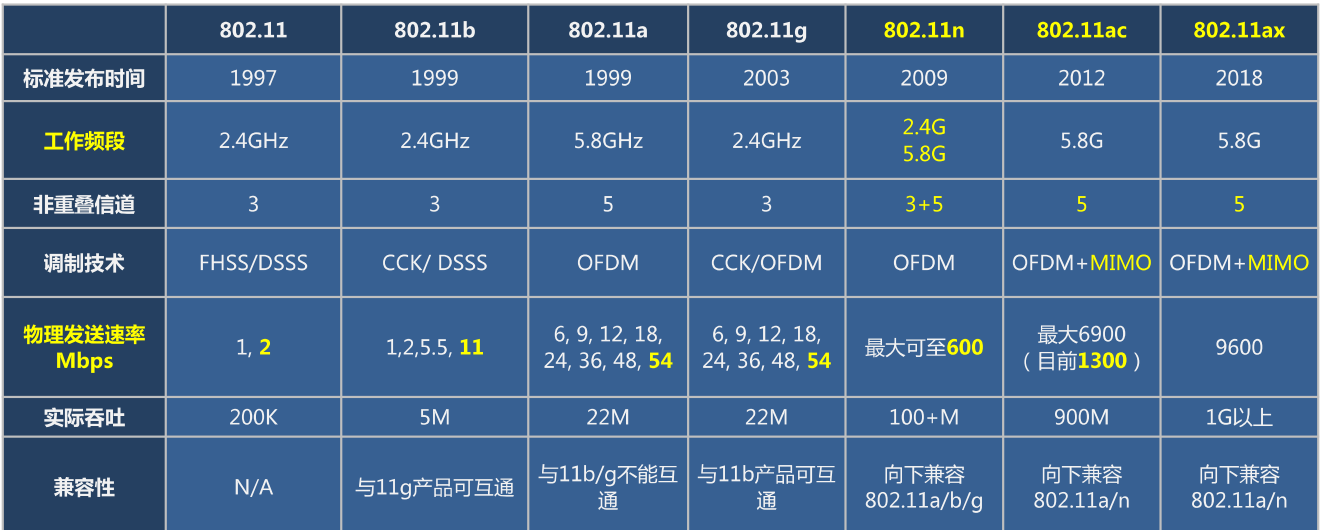 802.11 802.11b 802.11a 802.11g 802.11n 802.11ac 802.11ax
标准发布时间 1997 1999 1999 2003 2009 2012 2018
工作频段 2.4GHz 2.4GHz 5.8GHz 2.4GHz 2.4G 5.8G 5.8G 5.8G
非重叠信道 3 3 5 3 3+5 5 5
调制技术 FHSS/DSSS CCK/ DSSS OFDM CCK/OFDM OFDM OFDM+MIMO OFDM+MIMO
物理发送速率 Mbps 1, 2 1,2,5.5, 11 6, 9, 12, 18, 24, 36, 48, 54 6, 9, 12, 18, 24, 36, 48, 54 最大可至600 最大6900（目前1300） 9600
实际吞吐 200K 5M 22M 22M 100+M 900M 1G以上
兼容性 N/A 与11g产品可互通 与11b/g不能互通 与11b产品可互通 向下兼容802.11a/b/g 向下兼容802.11a/n 向下兼容802.11a/n